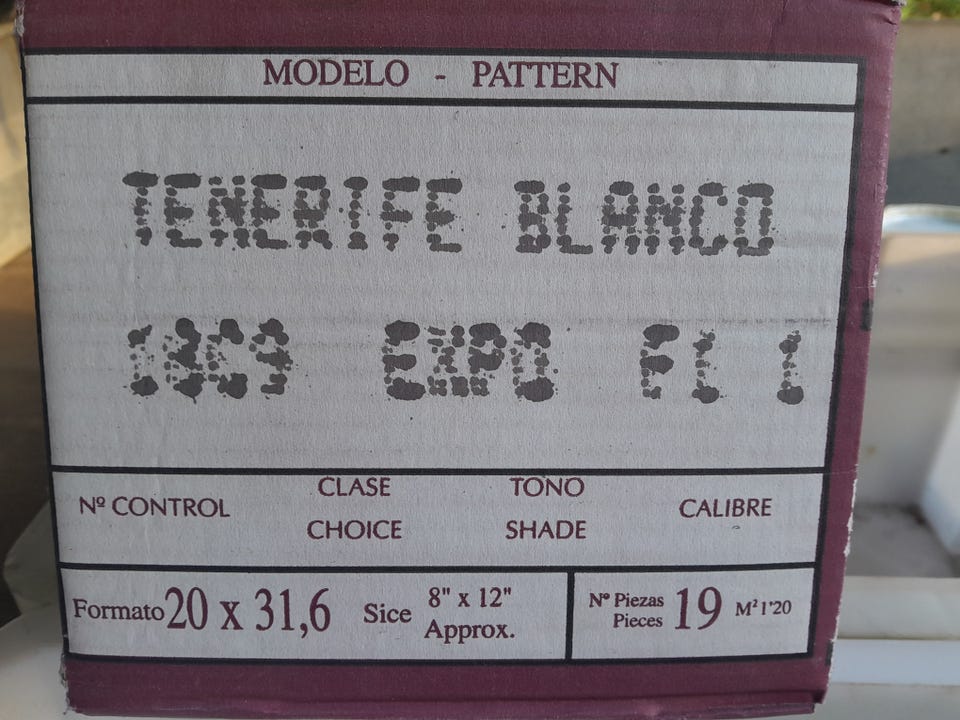 MODELO - PATTERN
TENERIFE BLANCO
EXPO
Nº CONTROL
CLASE
CHOICE
TONO
SHADE
CALIBRE
Formato 20 x 31,6
Sice 8" x 12"
Approx.
Nº Piezas
Pieces
19 M² 1'20